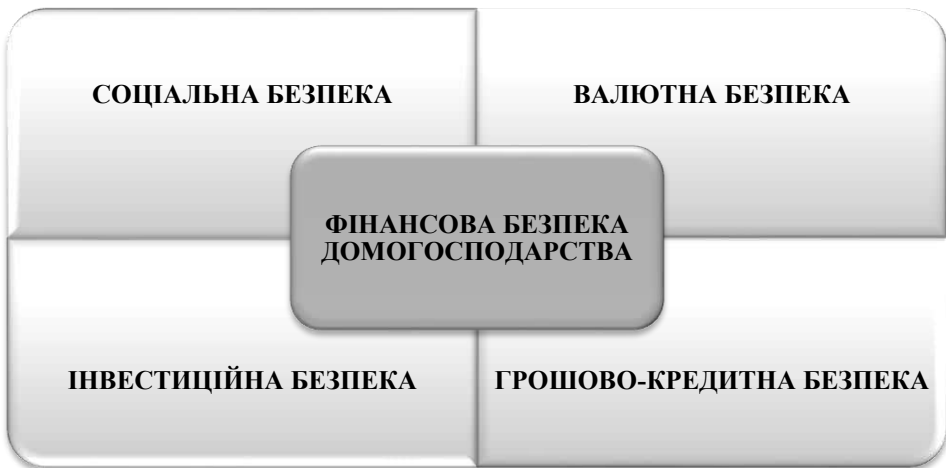 СОЦІАЛЬНА БЕЗПЕКА
ВАЛЮТНА БЕЗПЕКА
ФІНАНСОВА БЕЗПЕКА
ДОМОГОСПОДАРСТВА
ІНВЕСТИЦІЙНА БЕЗПЕКА
ГРОШОВО-КРЕДИТНА БЕЗПЕКА